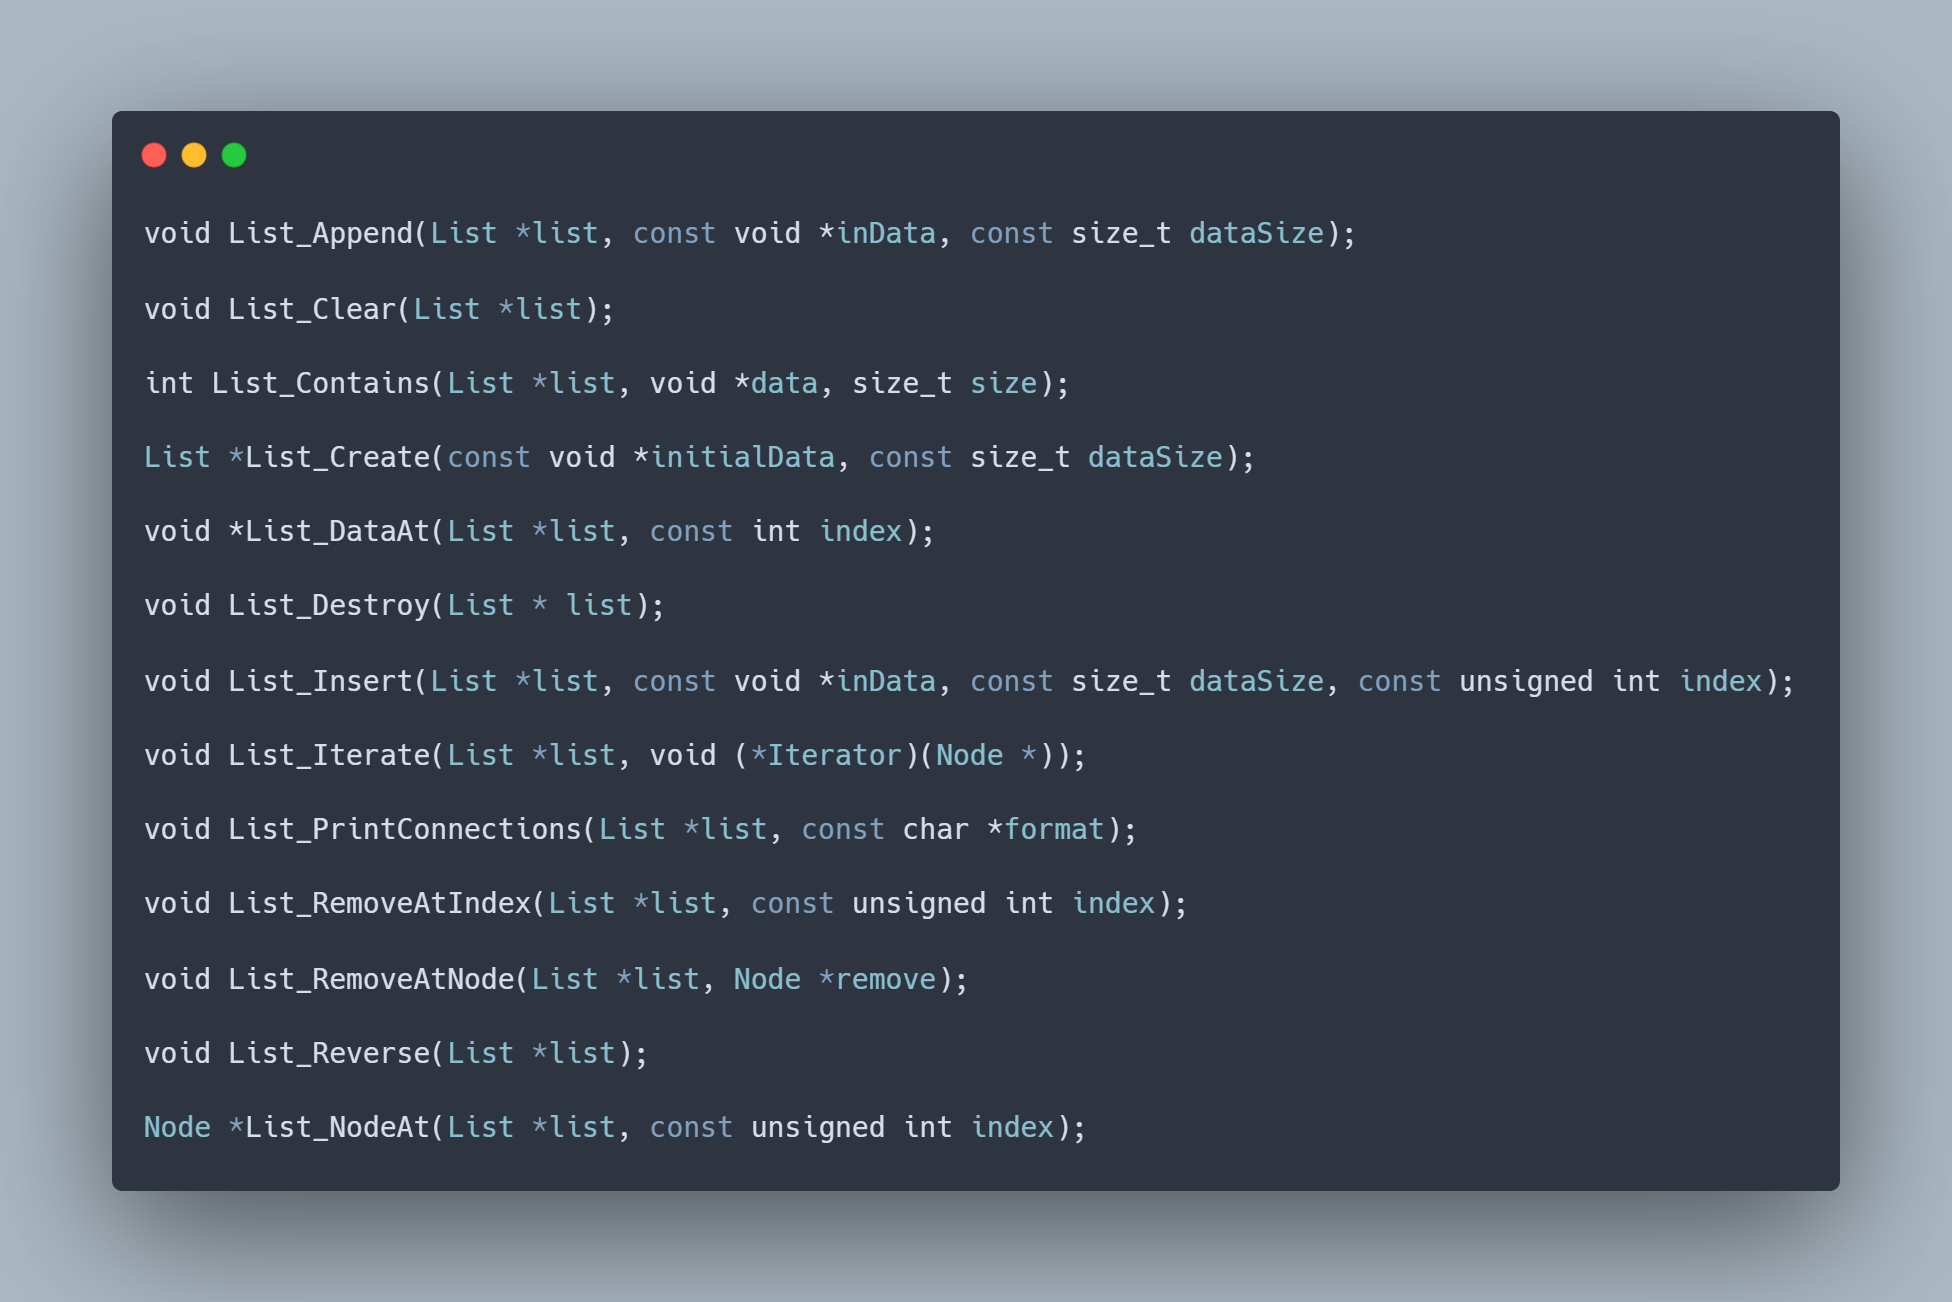 void List_Append(List *list, const void *inData, const size_t dataSize);
void List_Clear(List *list);
int List_Contains(List *list, void *data, size_t size);
List *List_Create(const void *initialData, const size_t dataSize);
void *List_DataAt(List *list, const int index);
void List_Destroy(List * list);
void List_Insert(List *list, const void *inData, const size_t dataSize, const unsigned int index);
void List_Iterate(List *list, void (*Iterator)(Node *));
void List_PrintConnections(List *list, const char *format);
void List_RemoveAtIndex(List *list, const unsigned int index);
void List_RemoveAtNode(List *list, Node *remove);
void List_Reverse(List *list);
Node *List_NodeAt(List *list, const unsigned int index);